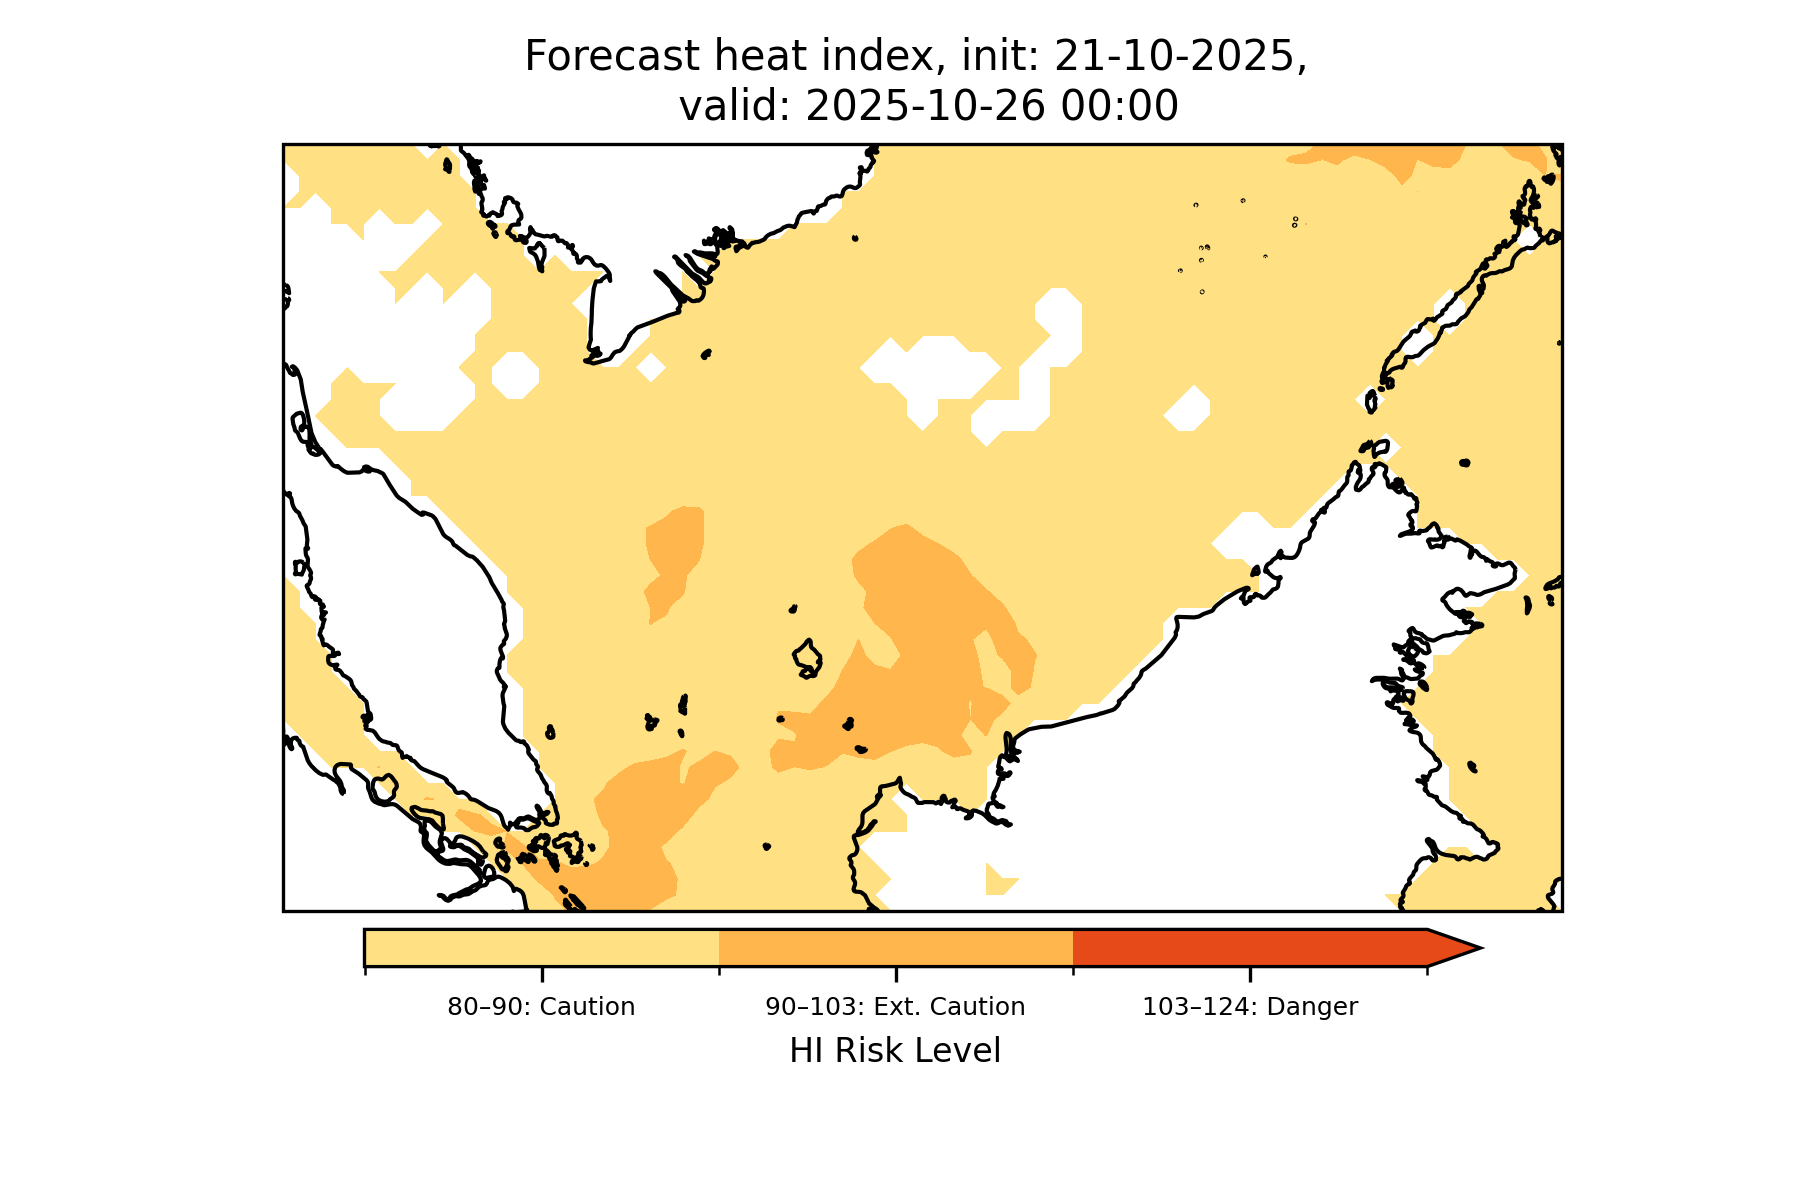 Forecast heat index, init: 21-10-2025,
valid: 2025-10-26 00:00
80–90: Caution
90–103: Ext. Caution
103–124: Danger
HI Risk Level